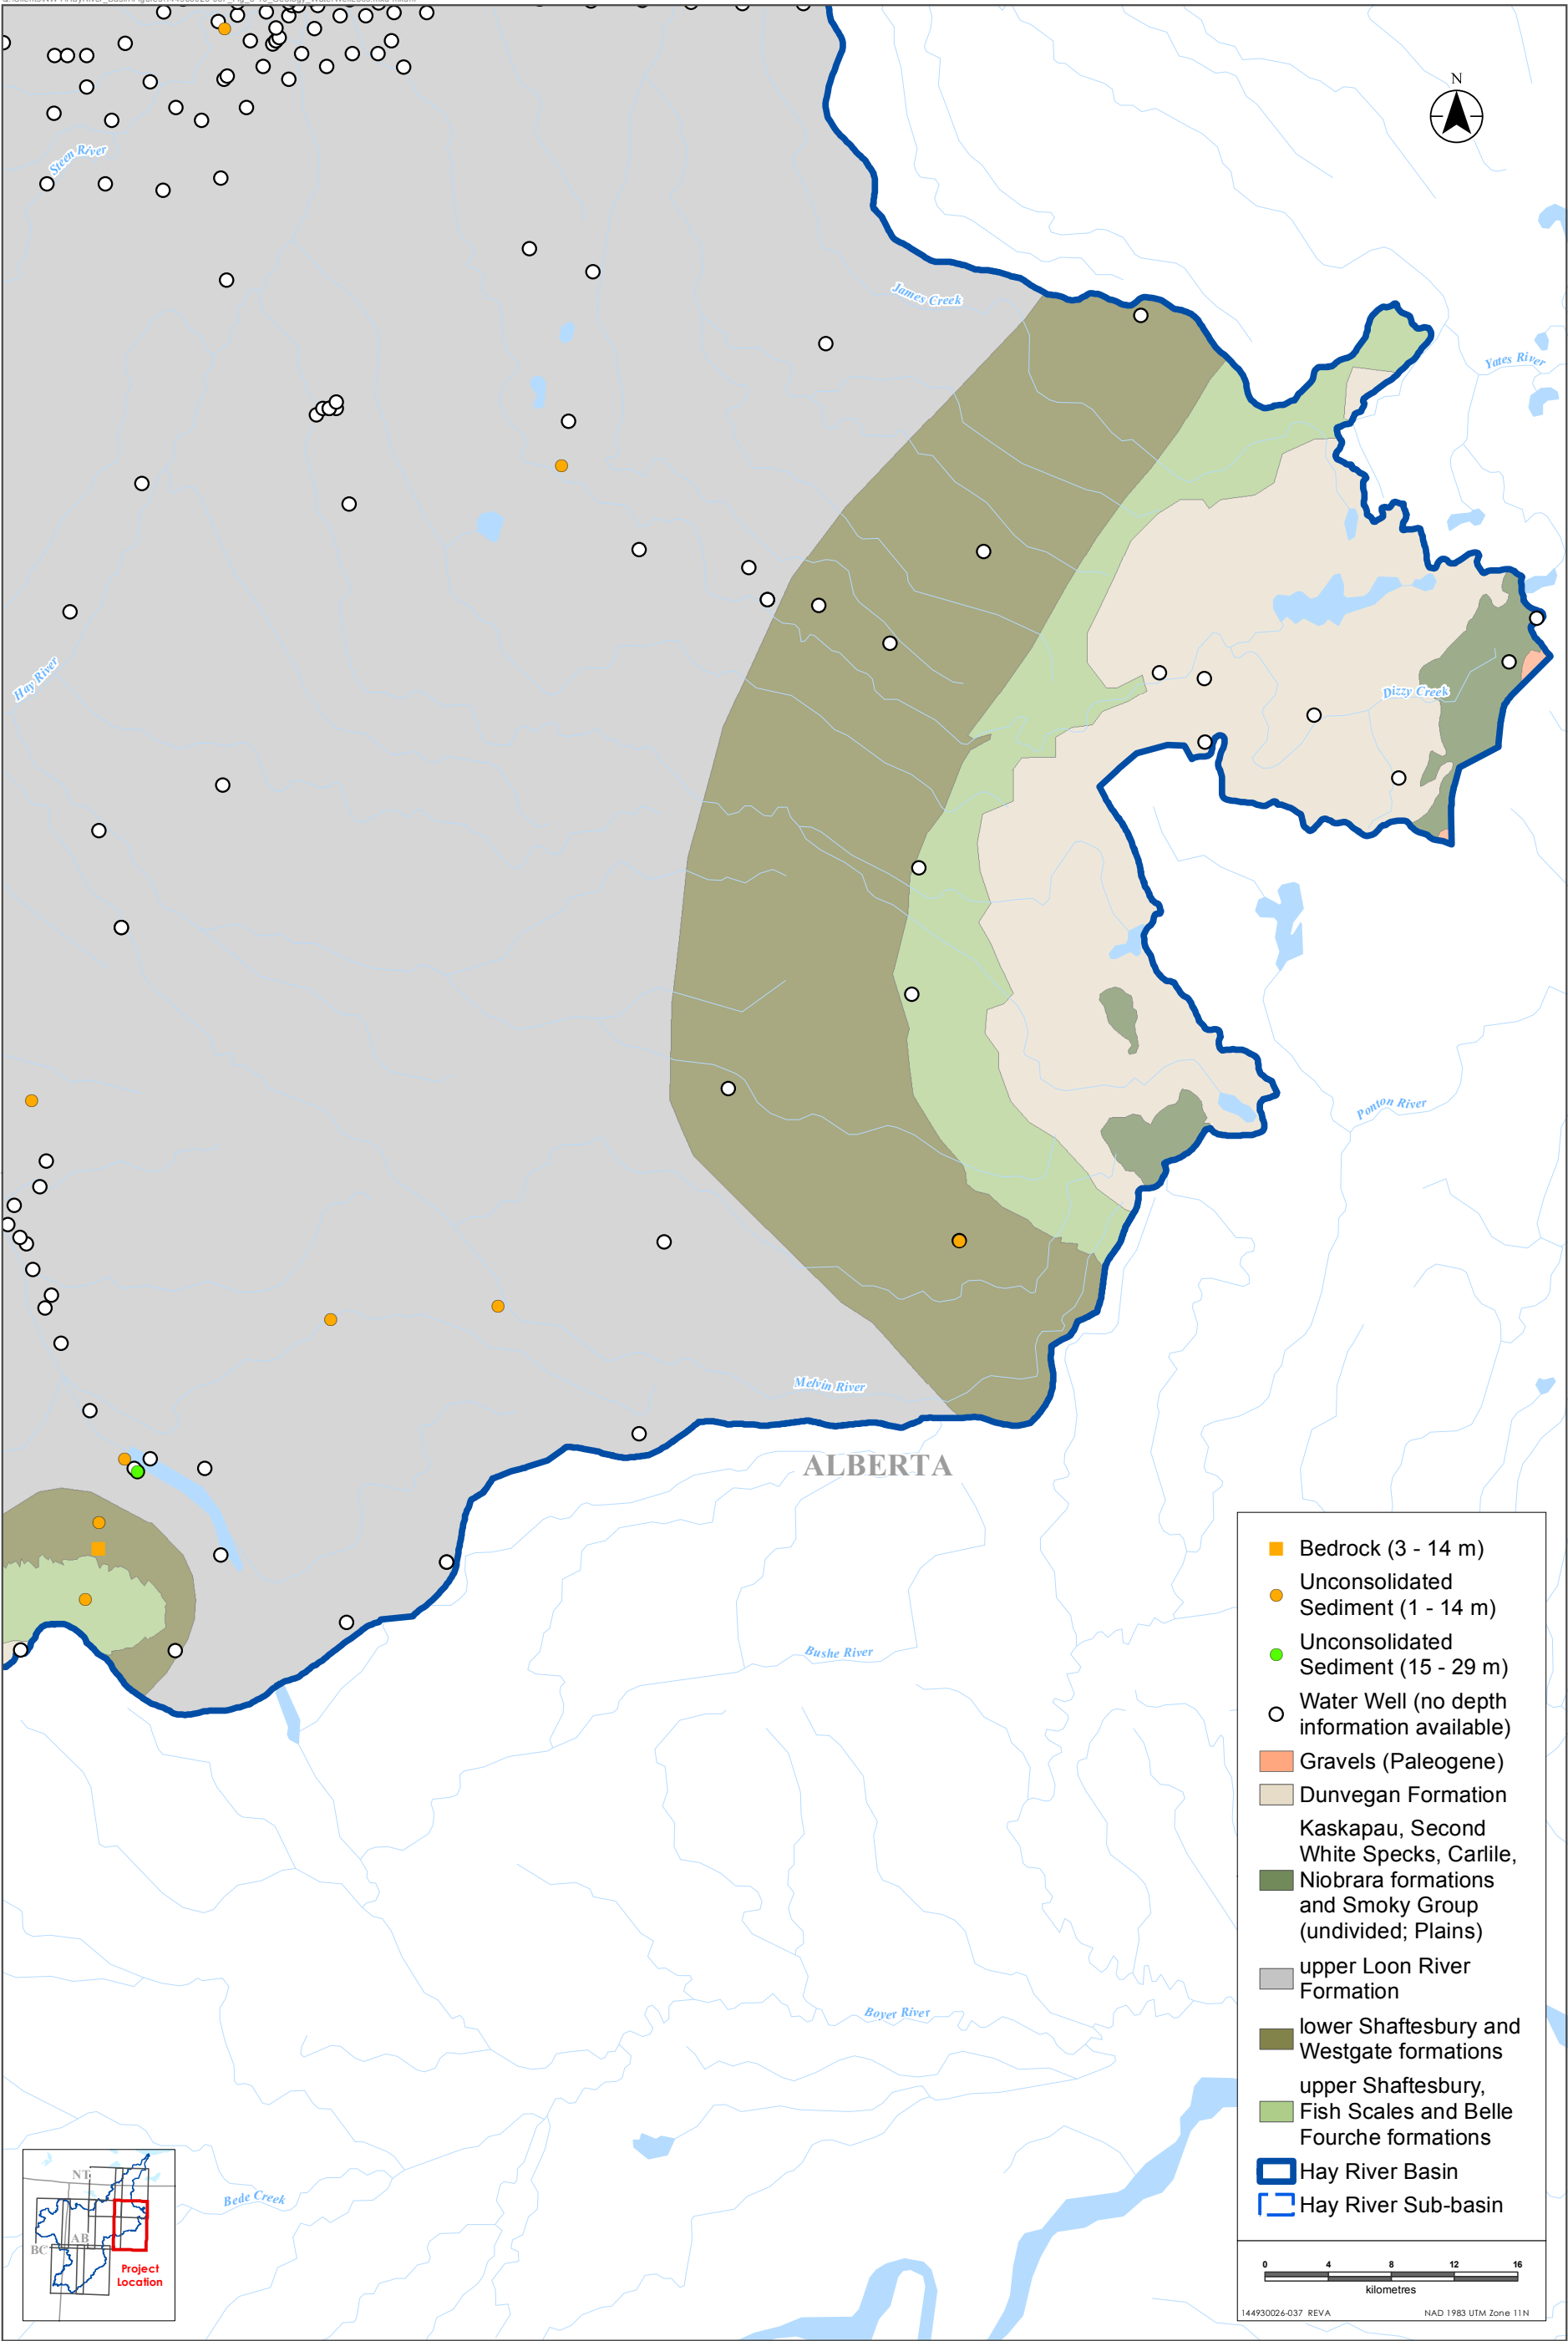 N
Steen River
James Creek
Yates River
Hay River
Dizzy Creek
Ponton River
Melvin River
ALBERTA
Bushe River
Boyer River
Bede Creek
Bedrock (3 - 14 m)
Unconsolidated
Sediment (1 - 14 m)
Unconsolidated
Sediment (15 - 29 m)
Water Well (no depth
information available)
Gravels (Paleogene)
Dunvegan Formation
Kaskapau, Second
White Specks, Carlile,
Niobrara formations
and Smoky Group
(undivided; Plains)
upper Loon River
Formation
lower Shaftesbury and
Westgate formations
upper Shaftesbury,
Fish Scales and Belle
Fourche formations
Hay River Basin
Hay River Sub-basin
0 4 8 12 16
kilometres
144930026-037 REVA NAD 1983 UTM Zone 11N
NT
AB
BC
Project
Location